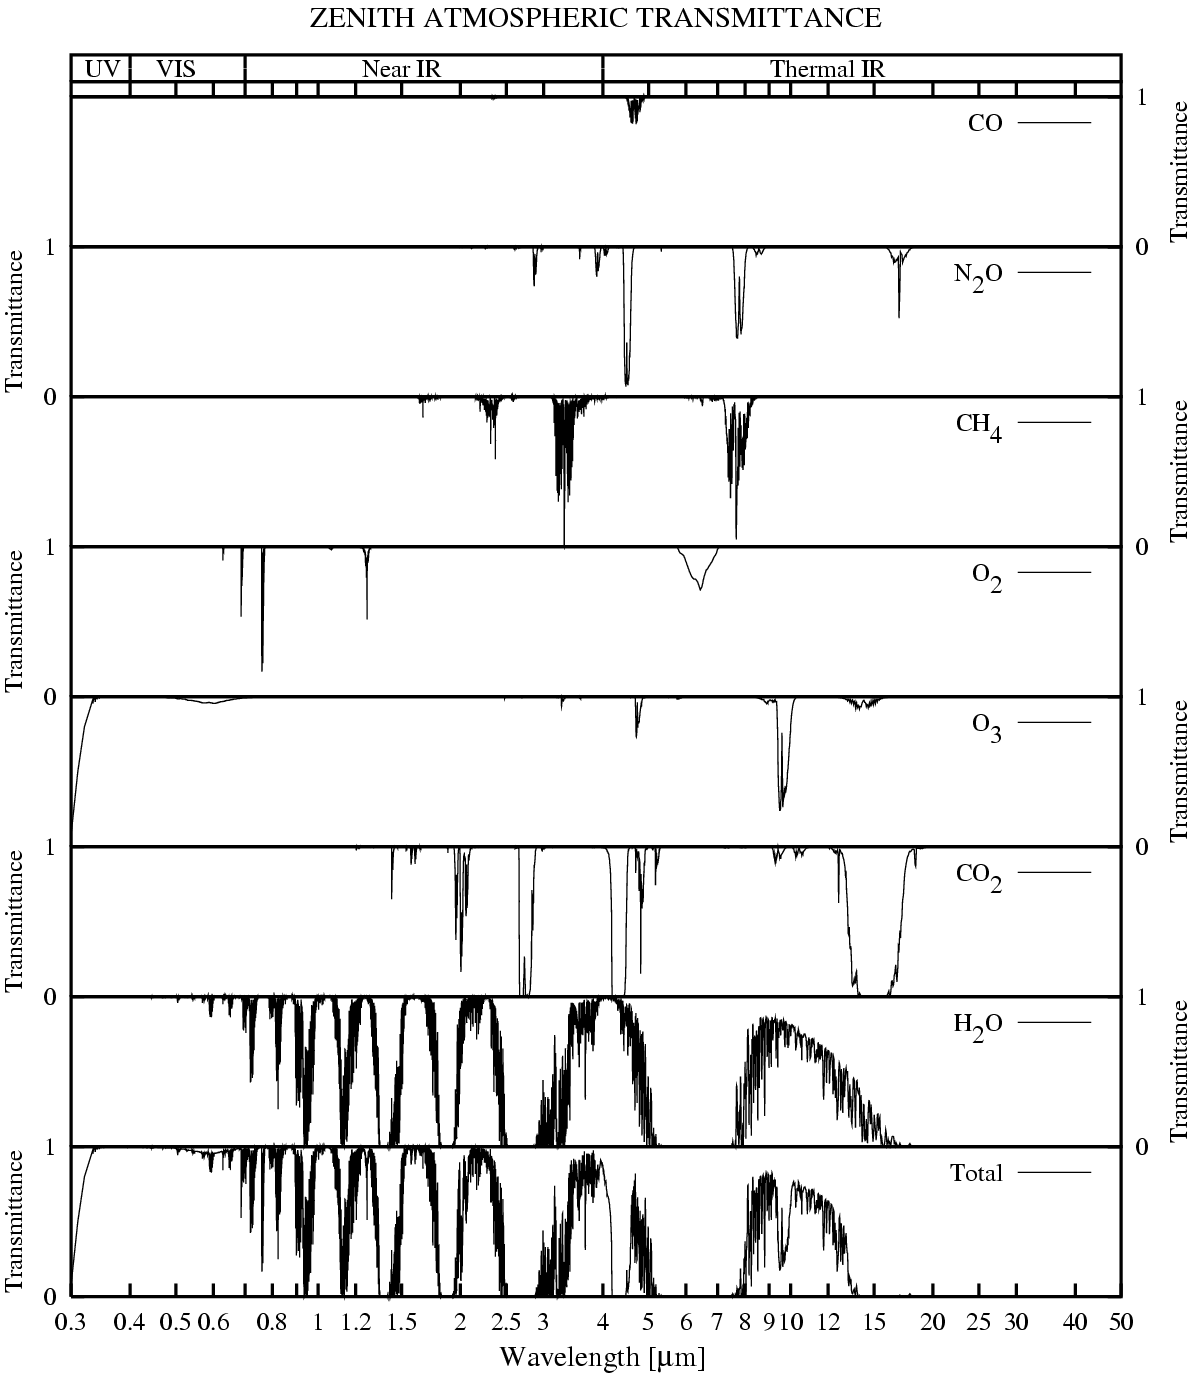 ZENITH ATMOSPHERIC TRANSMITTANCE
UV VIS Near IR Thermal IR
1
CO
Transmittance
1 0
N2O
Transmittance
0 1
CH4
Transmittance
1 0
O2
Transmittance
0 1
O3
Transmittance
1 0
CO2
Transmittance
0 1
H2O
Transmittance
1 0
Total
Transmittance
0
0.3 0.4 0.5 0.6 0.8 1 1.2 1.5 2 2.5 3 4 5 6 7 8 9 10 12 15 20 25 30 40 50
Wavelength [μm]